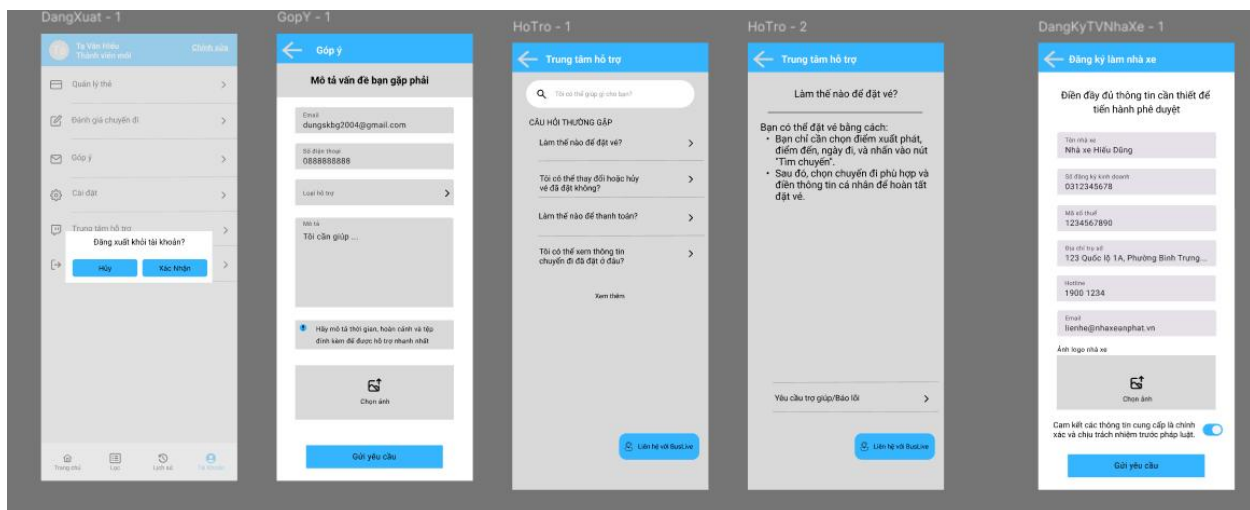 DangXuat - 1
Tạ Văn Hiếu
Thành viên mới
Chỉnh sửa
Quản lý thẻ
Đánh giá chuyến đi
Góp ý
Cài đặt
Trung tâm hỗ trợ
Đăng xuất khỏi tài khoản?
Hủy
Xác Nhận
Trang chủ
Lọc
Lịch sử
Tài khoản
GopY - 1
Góp ý
Mô tả vấn đề bạn gặp phải
Email
dungskbg2004@gmail.com
Số điện thoại
0888888888
Loại hỗ trợ
Mô tả
Tôi cần giúp ...
Hãy mô tả thời gian, hoàn cảnh và tệp
đính kèm để được hỗ trợ nhanh nhất
Chọn ảnh
Gửi yêu cầu
HoTro - 1
Trung tâm hỗ trợ
Tôi có thể giúp gì cho bạn?
CÂU HỎI THƯỜNG GẶP
Làm thế nào để đặt vé?
Tôi có thể thay đổi hoặc hủy
vé đã đặt không?
Làm thế nào để thanh toán?
Tôi có thể xem thông tin
chuyến đi đã đặt ở đâu?
Xem thêm
Liên hệ với BusLive
HoTro - 2
Trung tâm hỗ trợ
Làm thế nào để đặt vé?
Bạn có thể đặt vé bằng cách:
• Bạn chỉ cần chọn điểm xuất phát,
điểm đến, ngày đi, và nhấn vào nút
"Tìm chuyến".
• Sau đó, chọn chuyến đi phù hợp và
điền thông tin cá nhân để hoàn tất
đặt vé.
Yêu cầu trợ giúp/Báo lỗi
Liên hệ với BusLive
DangKyTVNhaXe - 1
Đăng ký làm nhà xe
Điền đầy đủ thông tin cần thiết để
tiến hành phê duyệt
Tên nhà xe
Nhà xe Hiếu Dũng
Số đăng ký kinh doanh
0312345678
Mã số thuế
1234567890
Địa chỉ trụ sở
123 Quốc lộ 1A, Phường Bình Trưng...
Hotline
1900 1234
Email
lienhe@nhaxeanphat.vn
Ảnh logo nhà xe
Chọn ảnh
Cam kết các thông tin cung cấp là chính
xác và chịu trách nhiệm trước pháp luật.
Gửi yêu cầu